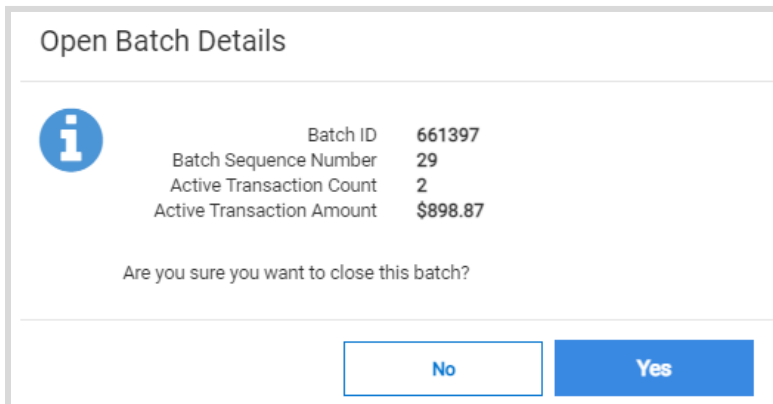 Open Batch Details
Batch ID 661397
Batch Sequence Number 29
Active Transaction Count 2
Active Transaction Amount $898.87
Are you sure you want to close this batch?
No Yes